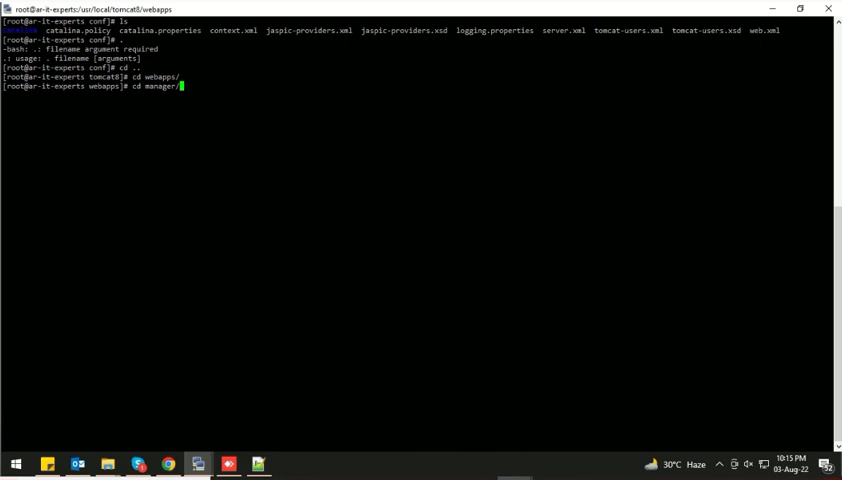 root@ar-it-experts:/usr/local/tomcat8/webapps
[root@ar-it-experts conf]# ls
Catalina catalina.policy catalina.properties context.xml jaspic-providers.xml jaspic-providers.xsd logging.properties server.xml tomcat-users.xml tomcat-users.xsd web.xml
[root@ar-it-experts conf]# .
-bash: .: filename argument required
.: usage: . filename [arguments]
[root@ar-it-experts conf]# cd ..
[root@ar-it-experts tomcat8]# cd webapps/
[root@ar-it-experts webapps]# cd manager/
30°C Haze
10:15 PM
03-Aug-22
52